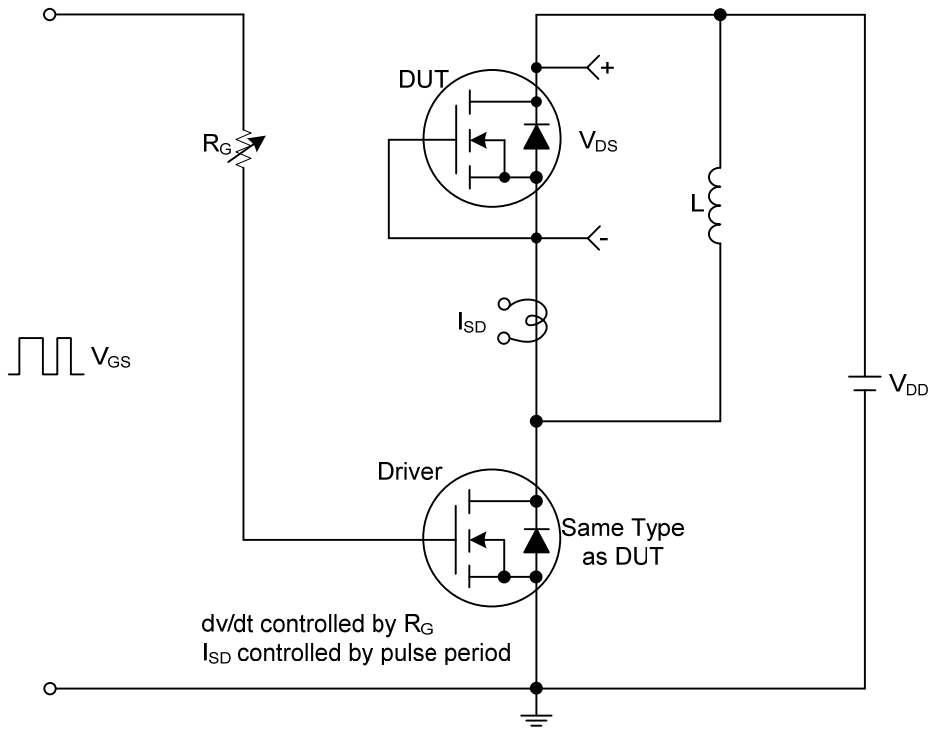 DUT
+
R_G
V_DS
L
-
I_SD
V_GS
V_DD
Driver
Same Type
as DUT
dv/dt controlled by R_G
I_SD controlled by pulse period